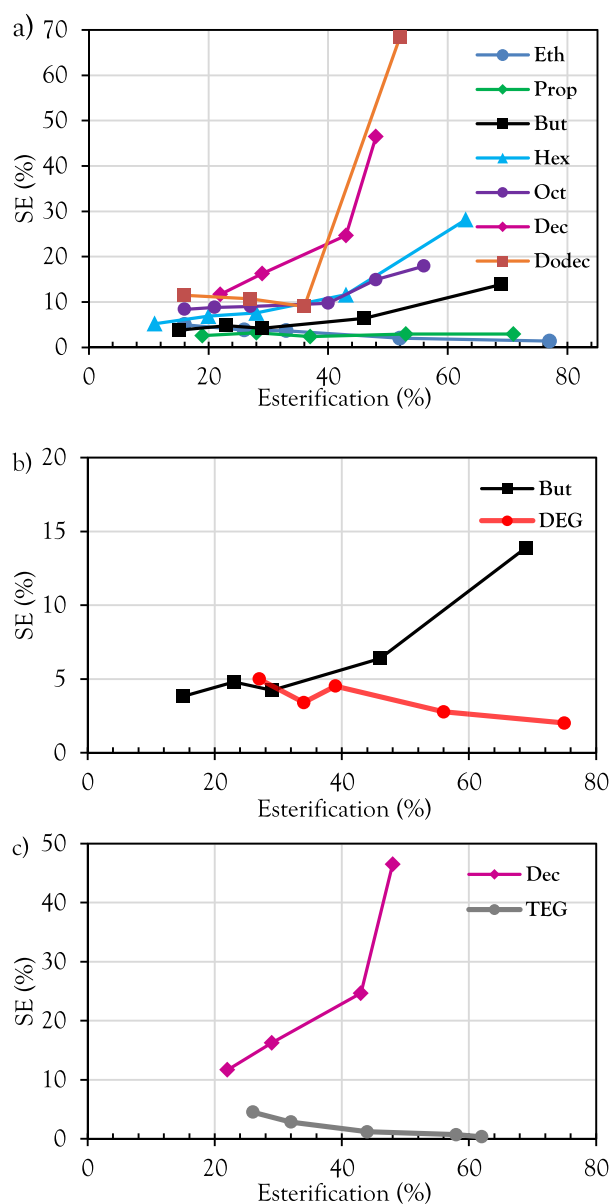 a)
70
60
50
40
30
20
10
0
SE (%)
0 20 40 60 80
Esterification (%)
Eth
Prop
But
Hex
Oct
Dec
Dodec
b)
20
15
10
5
0
SE (%)
0 20 40 60 80
Esterification (%)
But
DEG
c)
50
40
30
20
10
0
SE (%)
0 20 40 60 80
Esterification (%)
Dec
TEG